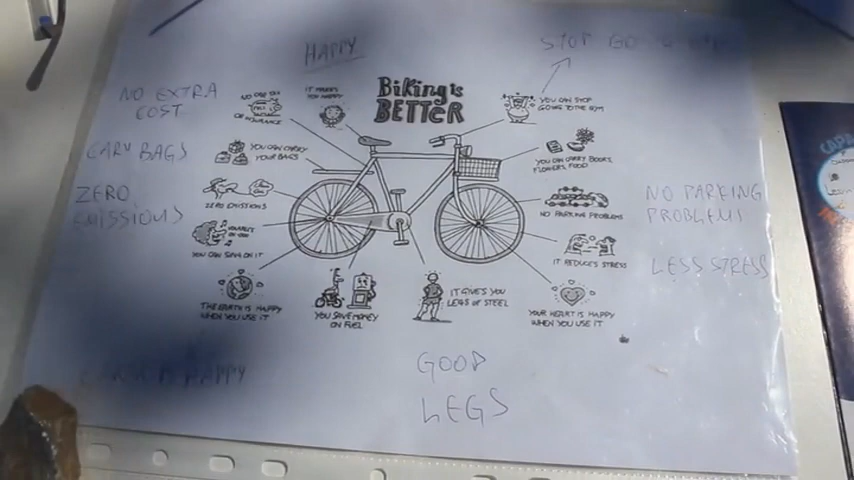 HAPPY
STOP
NO EXTRA
COST
CARY BAGS
ZERO
EMISSIONS
Biking is
BETTER
IT MAKES
YOU HAPPY
OR INSURANCE
YOU CAN CARRY
YOUR BAGS
ZERO EMISSIONS
YOU CAN SING ON IT
THE EARTH IS HAPPY
WHEN YOU USE IT
YOU SAVE MONEY
ON FUEL
IT GIVES YOU
LEGS OF STEEL
YOUR HEART IS HAPPY
WHEN YOU USE IT
IT REDUCES STRESS
NO PARKING PROBLEMS
YOU CAN CARRY BOOKS,
FLOWERS, FOOD
YOU CAN STOP
GOING TO THE GYM
NO PARKING
PROBLEMS
LESS STRESS
HAPPY
GOOD
LEGS